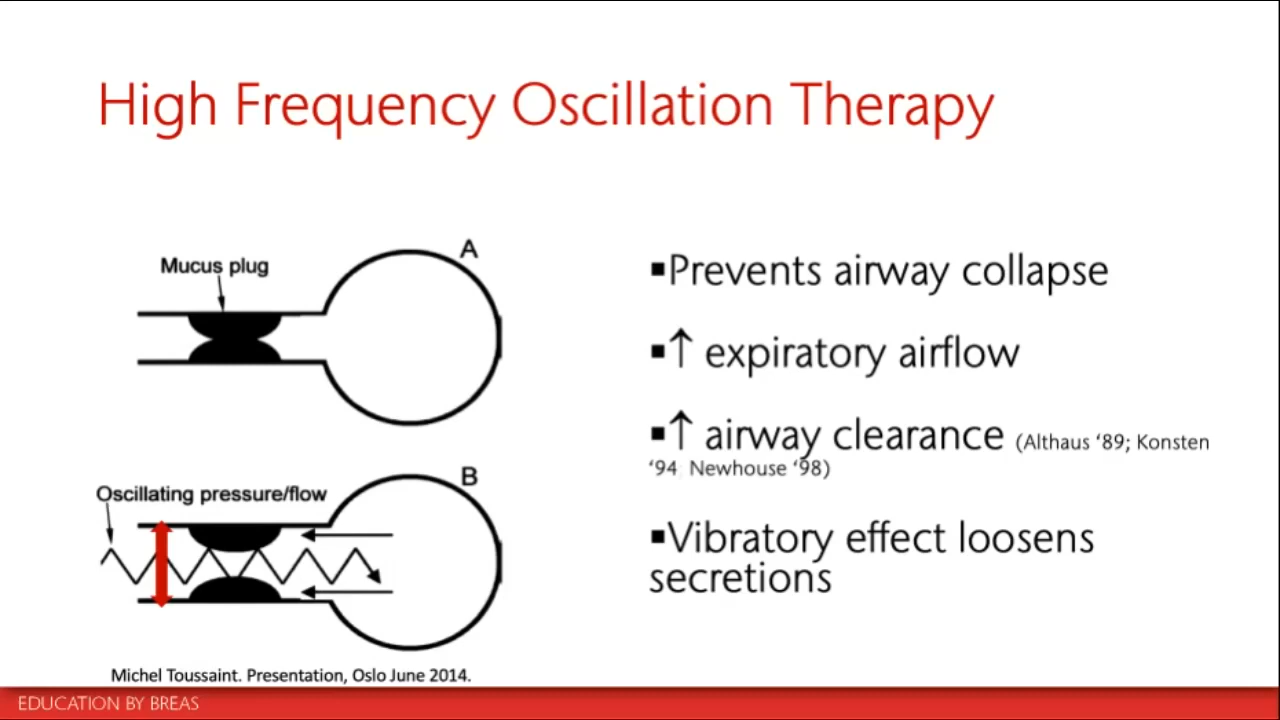 High Frequency Oscillation Therapy
Mucus plug
A
Oscillating pressure/flow
B
Michel Toussaint. Presentation, Oslo June 2014.
▪Prevents airway collapse
▪↑ expiratory airflow
▪↑ airway clearance (Althaus ‘89; Konsten
‘94; Newhouse ‘98)
▪Vibratory effect loosens
secretions
EDUCATION BY BREAS